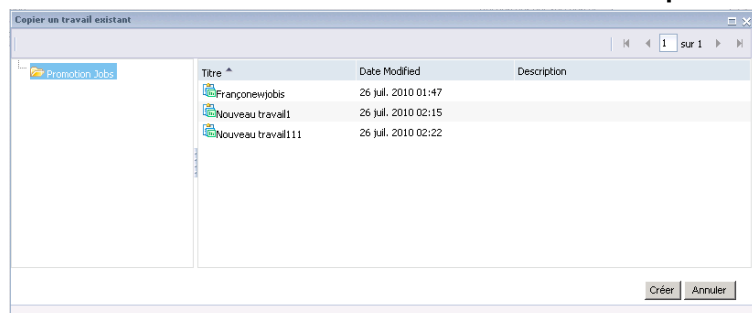 Copier un travail existant
1 sur 1
Promotion Jobs
Titre Date Modified Description
Françonewjobis 26 juil. 2010 01:47
Nouveau travail1 26 juil. 2010 02:15
Nouveau travail111 26 juil. 2010 02:22
Créer Annuler